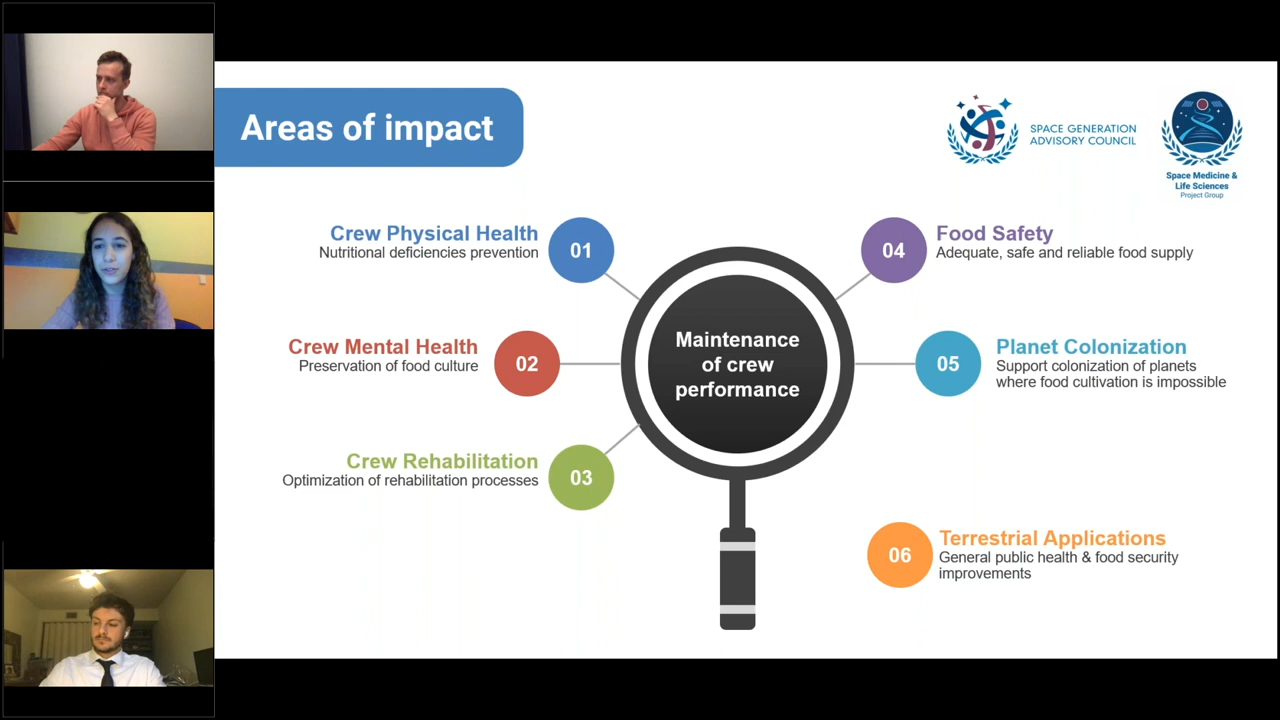 Areas of impact
SPACE GENERATION
ADVISORY COUNCIL
Space Medicine &
Life Sciences
Project Group
Crew Physical Health
Nutritional deficiencies prevention
01
Crew Mental Health
Preservation of food culture
02
Crew Rehabilitation
Optimization of rehabilitation processes
03
Maintenance
of crew
performance
04
Food Safety
Adequate, safe and reliable food supply
05
Planet Colonization
Support colonization of planets
where food cultivation is impossible
06
Terrestrial Applications
General public health & food security
improvements